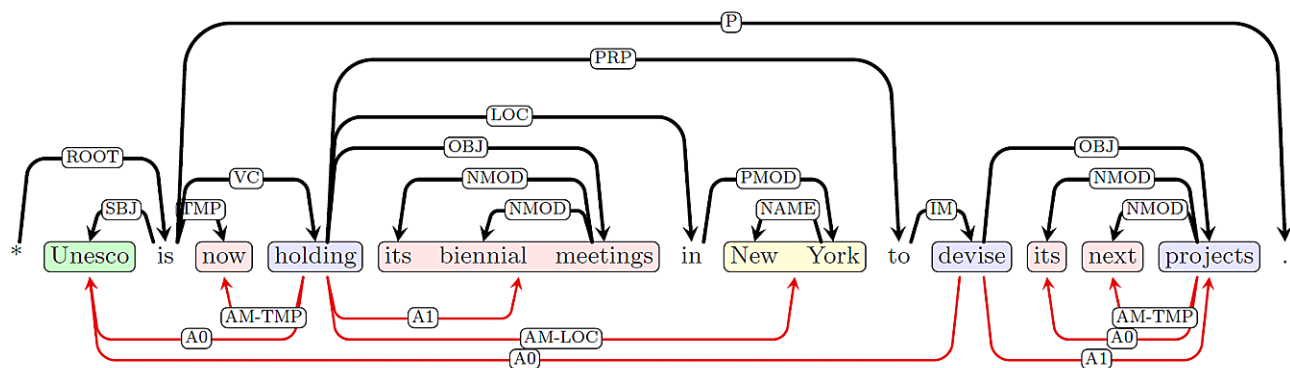 P
PRP
LOC
ROOT VC OBJ OBJ
NMOD PMOD NMOD
SBJ TMP NMOD NAME IM NMOD
* Unesco is now holding its biennial meetings in New York to devise its next projects .
AM-TMP A1 AM-TMP
A0 AM-LOC A0
A0 A1